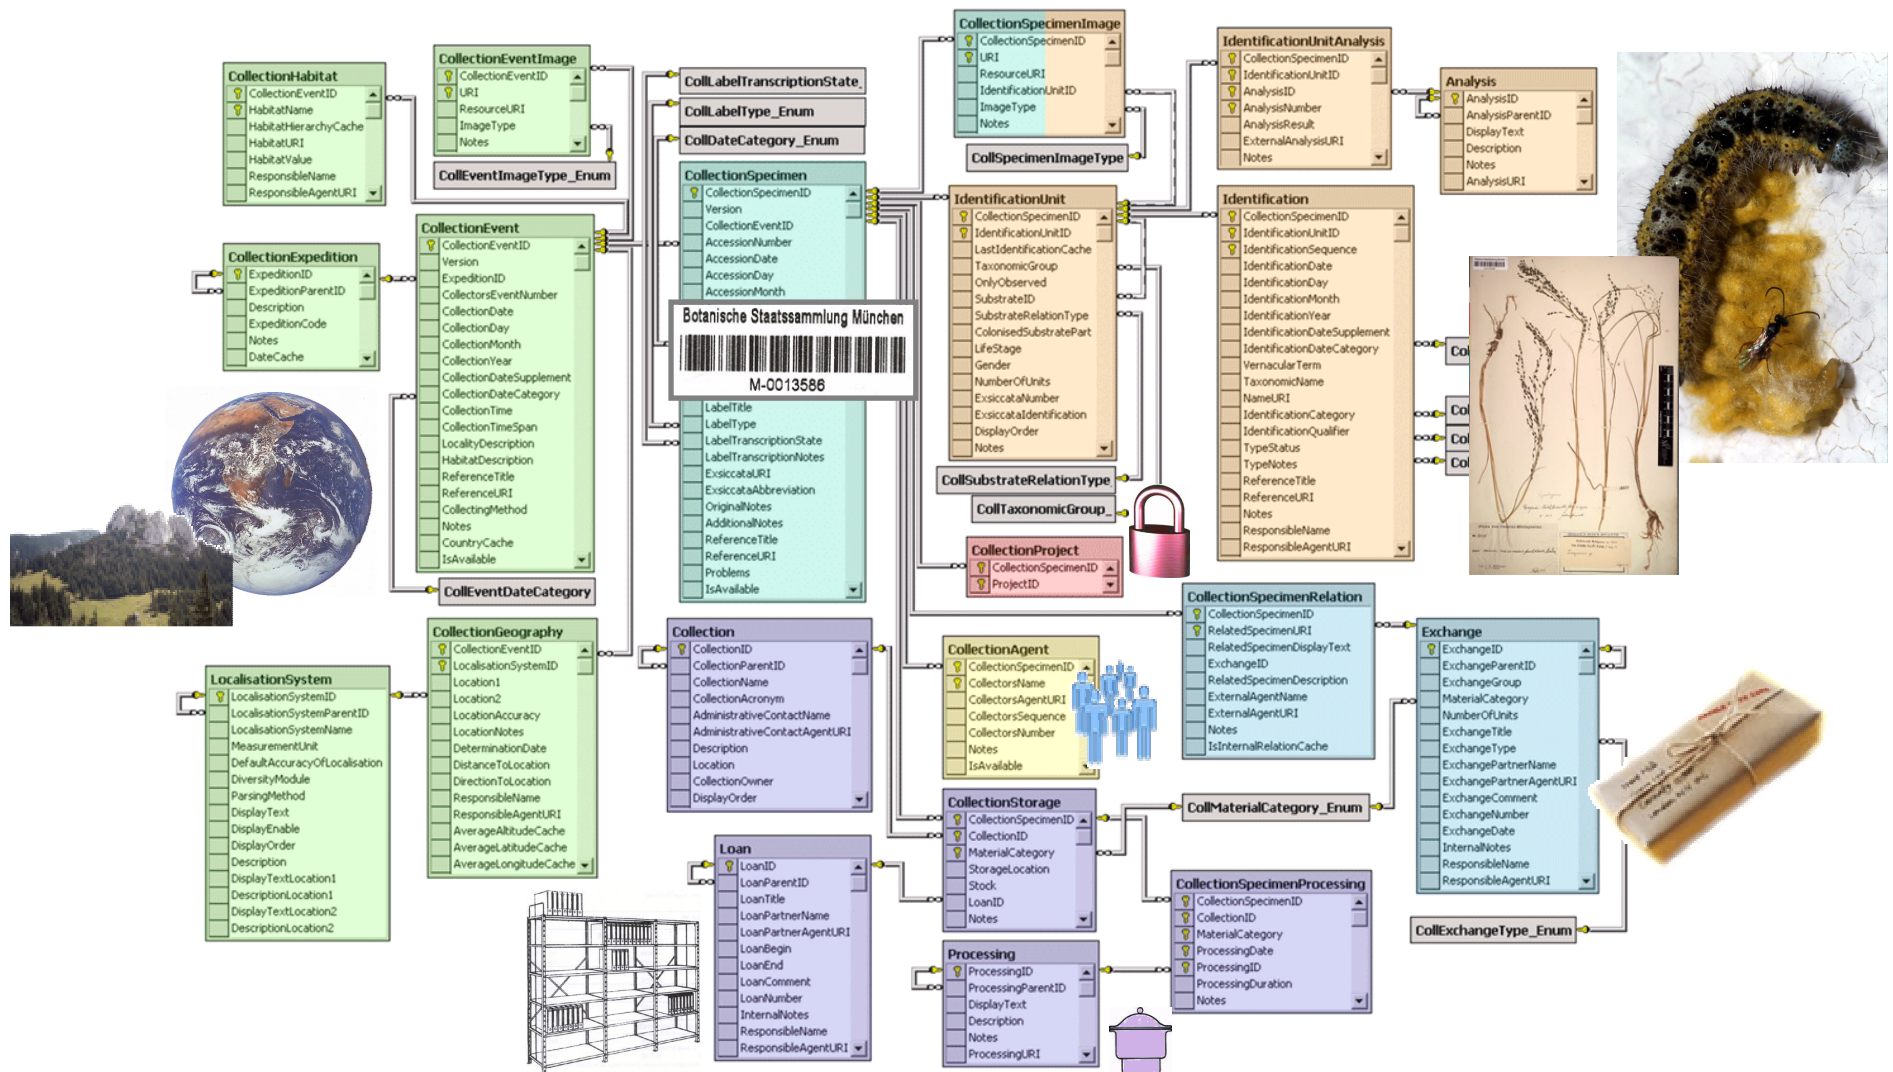 CollectionHabitat
CollectionEventID
HabitatName
HabitatHierarchyCache
HabitatURI
HabitatValue
ResponsibleName
ResponsibleAgentURI
CollectionEventImage
CollectionEventID
URI
ResourceURI
ImageType
Notes
CollEventImageType_Enum
CollLabelTranscriptionState_
CollLabelType_Enum
CollDateCategory_Enum
CollectionSpecimenImage
CollectionSpecimenID
URI
ResourceURI
IdentificationUnitID
ImageType
Notes
CollSpecimenImageType
IdentificationUnitAnalysis
CollectionSpecimenID
IdentificationUnitID
AnalysisID
AnalysisNumber
AnalysisResult
ExternalAnalysisURI
Notes
Analysis
AnalysisID
AnalysisParentID
DisplayText
Description
Notes
AnalysisURI
CollectionExpedition
ExpeditionID
ExpeditionParentID
Description
ExpeditionCode
Notes
DateCache
CollectionEvent
CollectionEventID
Version
ExpeditionID
CollectorsEventNumber
CollectionDate
CollectionDay
CollectionMonth
CollectionYear
CollectionDateSupplement
CollectionDateCategory
CollectionTime
CollectionTimeSpan
LocalityDescription
HabitatDescription
ReferenceTitle
ReferenceURI
CollectingMethod
Notes
CountryCache
IsAvailable
CollEventDateCategory
CollectionSpecimen
CollectionSpecimenID
Version
CollectionEventID
AccessionNumber
AccessionDate
AccessionDay
AccessionMonth
Botanische Staatssammlung München
M-0013586
LabelTitle
LabelType
LabelTranscriptionState
LabelTranscriptionNotes
ExsiccataURI
ExsiccataAbbreviation
OriginalNotes
AdditionalNotes
ReferenceTitle
ReferenceURI
Problems
IsAvailable
IdentificationUnit
CollectionSpecimenID
IdentificationUnitID
LastIdentificationCache
TaxonomicGroup
OnlyObserved
SubstrateID
SubstrateRelationType
ColonisedSubstratePart
LifeStage
Gender
NumberOfUnits
ExsiccataNumber
ExsiccataIdentification
DisplayOrder
Notes
CollSubstrateRelationType_
CollTaxonomicGroup_
Identification
CollectionSpecimenID
IdentificationUnitID
IdentificationSequence
IdentificationDate
IdentificationDay
IdentificationMonth
IdentificationYear
IdentificationDateSupplement
IdentificationDateCategory
VernacularTerm
TaxonomicName
NameURI
IdentificationCategory
IdentificationQualifier
TypeStatus
TypeNotes
ReferenceTitle
ReferenceURI
Notes
ResponsibleName
ResponsibleAgentURI
Col
Col
Col
Col
CollectionProject
CollectionSpecimenID
ProjectID
LocalisationSystem
LocalisationSystemID
LocalisationSystemParentID
LocalisationSystemName
MeasurementUnit
DefaultAccuracyOfLocalisation
DiversityModule
ParsingMethod
DisplayText
DisplayEnable
DisplayOrder
Description
DisplayTextLocation1
DescriptionLocation1
DisplayTextLocation2
DescriptionLocation2
CollectionGeography
CollectionEventID
LocalisationSystemID
Location1
Location2
LocationAccuracy
LocationNotes
DeterminationDate
DistanceToLocation
DirectionToLocation
ResponsibleName
ResponsibleAgentURI
AverageAltitudeCache
AverageLatitudeCache
AverageLongitudeCache
Collection
CollectionID
CollectionParentID
CollectionName
CollectionAcronym
AdministrativeContactName
AdministrativeContactAgentURI
Description
Location
CollectionOwner
DisplayOrder
CollectionAgent
CollectionSpecimenID
CollectorsName
CollectorsAgentURI
CollectorsSequence
CollectorsNumber
Notes
IsAvailable
CollectionSpecimenRelation
CollectionSpecimenID
RelatedSpecimenURI
RelatedSpecimenDisplayText
ExchangeID
RelatedSpecimenDescription
ExternalAgentName
ExternalAgentURI
Notes
IsInternalRelationCache
Exchange
ExchangeID
ExchangeParentID
ExchangeGroup
MaterialCategory
NumberOfUnits
ExchangeTitle
ExchangeType
ExchangePartnerName
ExchangePartnerAgentURI
ExchangeComment
ExchangeNumber
ExchangeDate
InternalNotes
ResponsibleName
ResponsibleAgentURI
CollExchangeType_Enum
CollMaterialCategory_Enum
Loan
LoanID
LoanParentID
LoanTitle
LoanPartnerName
LoanPartnerAgentURI
LoanBegin
LoanEnd
LoanComment
LoanNumber
InternalNotes
ResponsibleName
ResponsibleAgentURI
CollectionStorage
CollectionSpecimenID
CollectionID
MaterialCategory
StorageLocation
Stock
LoanID
Notes
CollectionSpecimenProcessing
CollectionSpecimenID
CollectionID
MaterialCategory
ProcessingDate
ProcessingID
ProcessingDuration
Notes
Processing
ProcessingID
ProcessingParentID
DisplayText
Description
Notes
ProcessingURI